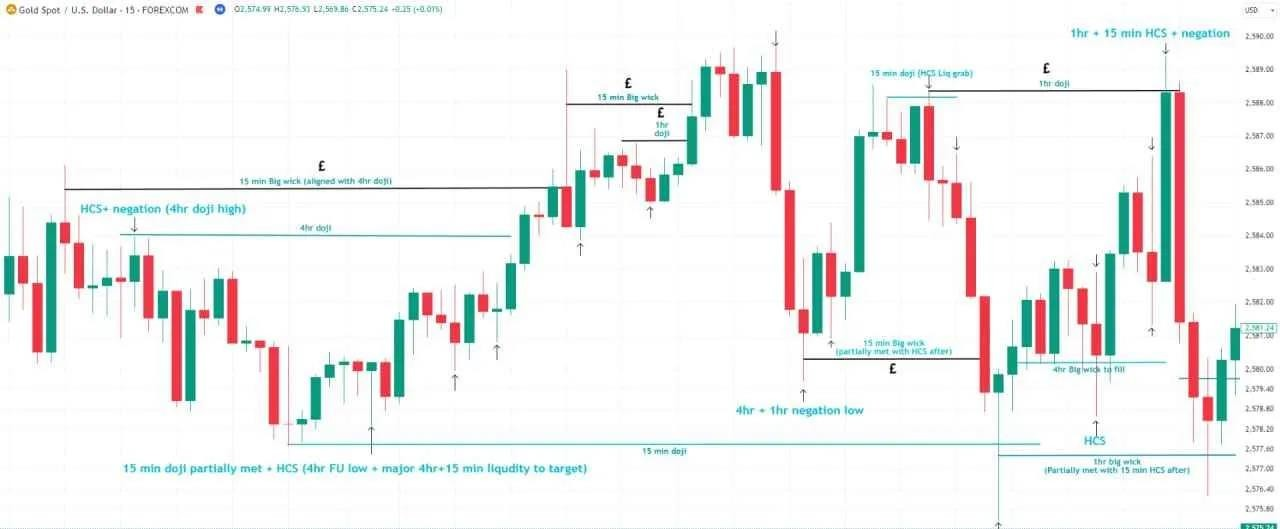 Gold Spot / U.S. Dollar · 15 · FOREXCOM O2,574.99 H2,576.93 L2,569.86 C2,575.24 +0.25 (+0.01%)
USD
1hr + 15 min HCS + negation
2,590.00
15 min doji (HCS Liq grab)
£
1hr doji
2,589.00
£
15 min Big wick
2,588.00
£
1hr
doji
2,587.00
£
15 min Big wick (aligned with 4hr doji)
2,586.00
2,585.00
HCS+ negation (4hr doji high)
4hr doji
2,584.00
2,583.00
2,582.00
2,581.24
2,581.00
15 min Big wick
(partially met with HCS after)
£
4hr Big wick to fill
2,580.00
2,579.00
4hr + 1hr negation low
2,578.20
HCS
2,577.60
15 min doji
15 min doji partially met + HCS (4hr FU low + major 4hr+15 min liqudity to target)
1hr big wick
(Partially met with 15 min HCS after)
2,577.00
2,576.40
2,575.80
2,575.24